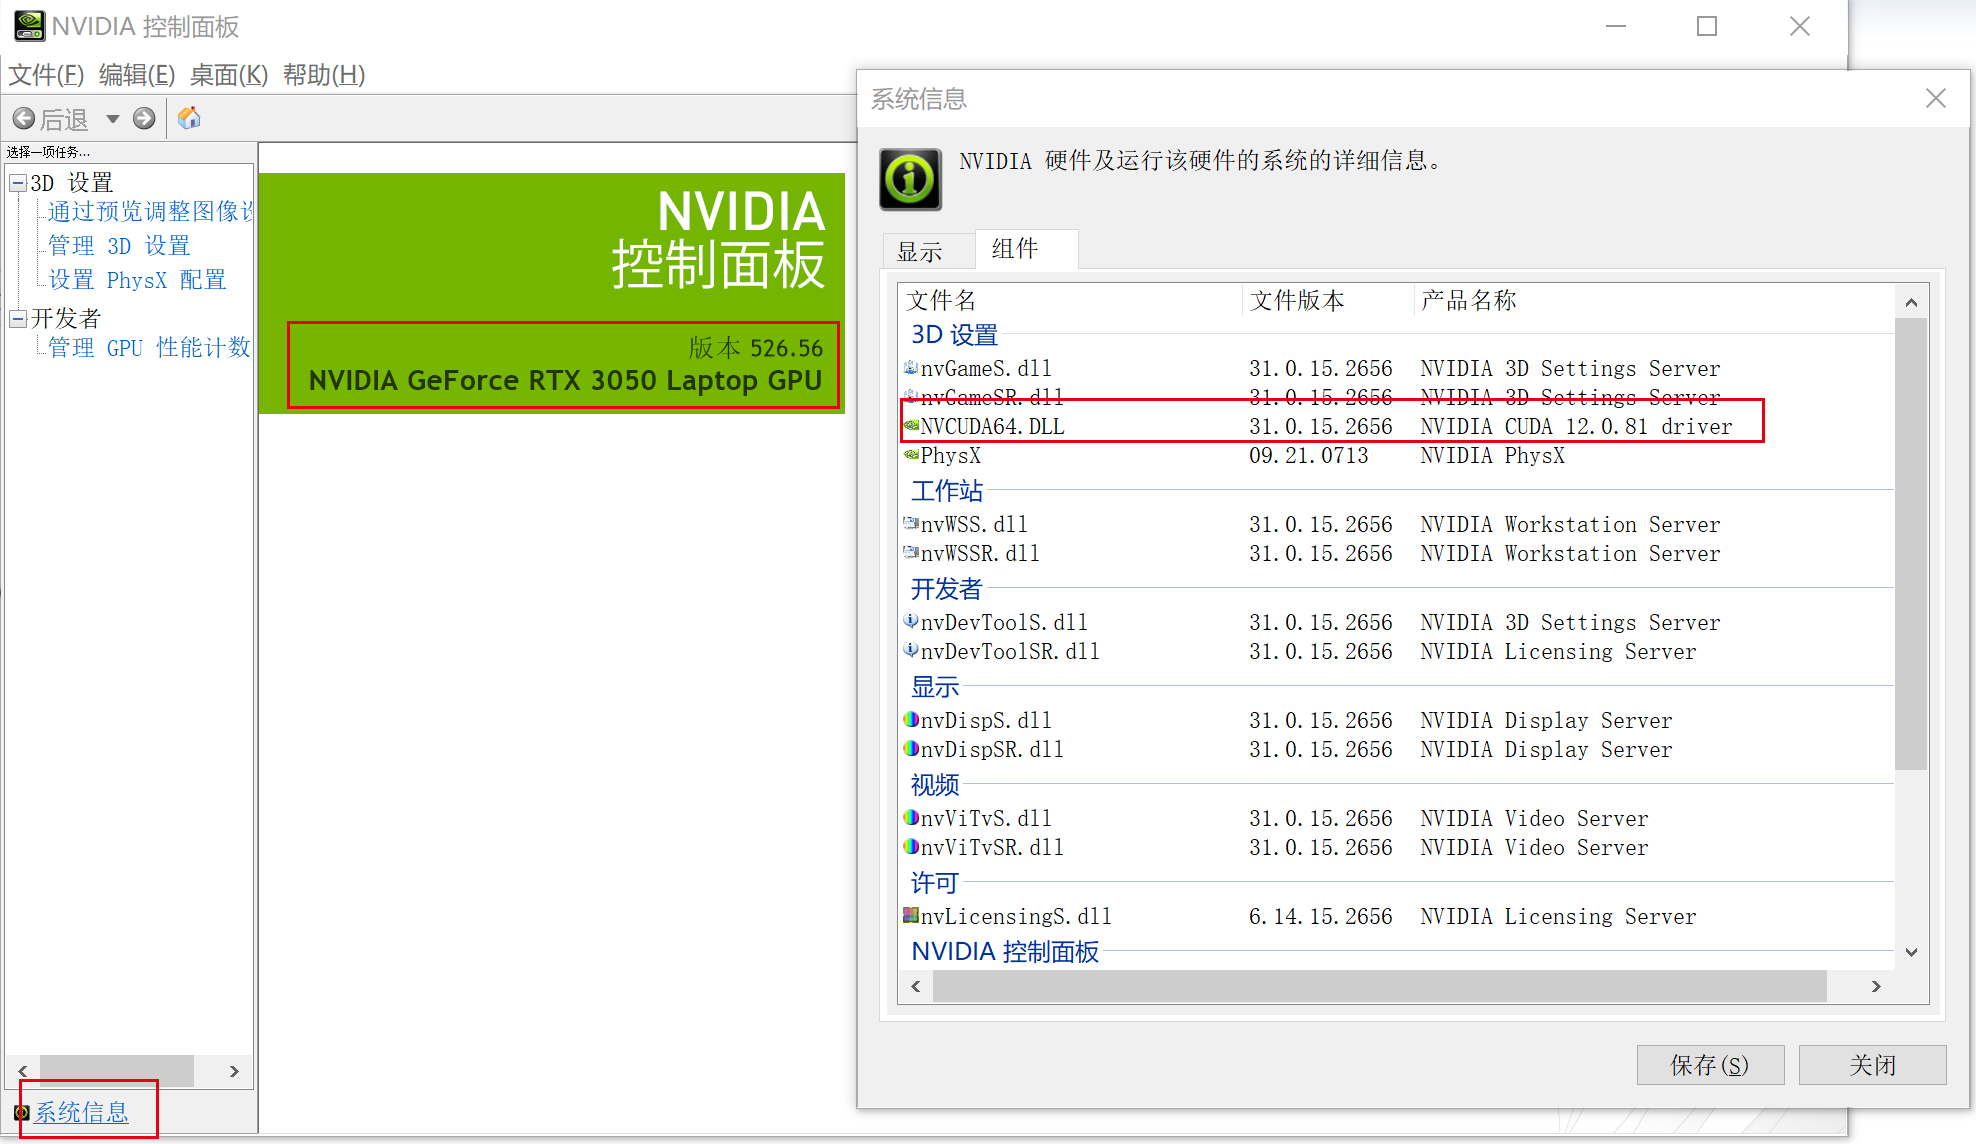 NVIDIA 控制面板
文件(F) 编辑(E) 桌面(K) 帮助(H)
后退
选择一项任务...
3D 设置
通过预览调整图像设
管理 3D 设置
设置 PhysX 配置
开发者
管理 GPU 性能计数
系统信息
NVIDIA
控制面板
版本 526.56
NVIDIA GeForce RTX 3050 Laptop GPU
系统信息
NVIDIA 硬件及运行该硬件的系统的详细信息。
显示 组件
文件名 文件版本 产品名称
3D 设置
nvGameS.dll 31.0.15.2656 NVIDIA 3D Settings Server
nvGameSR.dll 31.0.15.2656 NVIDIA 3D Settings Server
NVCUDA64.DLL 31.0.15.2656 NVIDIA CUDA 12.0.81 driver
PhysX 09.21.0713 NVIDIA PhysX
工作站
nvWSS.dll 31.0.15.2656 NVIDIA Workstation Server
nvWSSR.dll 31.0.15.2656 NVIDIA Workstation Server
开发者
nvDevToolS.dll 31.0.15.2656 NVIDIA 3D Settings Server
nvDevToolSR.dll 31.0.15.2656 NVIDIA Licensing Server
显示
nvDispS.dll 31.0.15.2656 NVIDIA Display Server
nvDispSR.dll 31.0.15.2656 NVIDIA Display Server
视频
nvViTvS.dll 31.0.15.2656 NVIDIA Video Server
nvViTvSR.dll 31.0.15.2656 NVIDIA Video Server
许可
nvLicensingS.dll 6.14.15.2656 NVIDIA Licensing Server
NVIDIA 控制面板
保存(S) 关闭